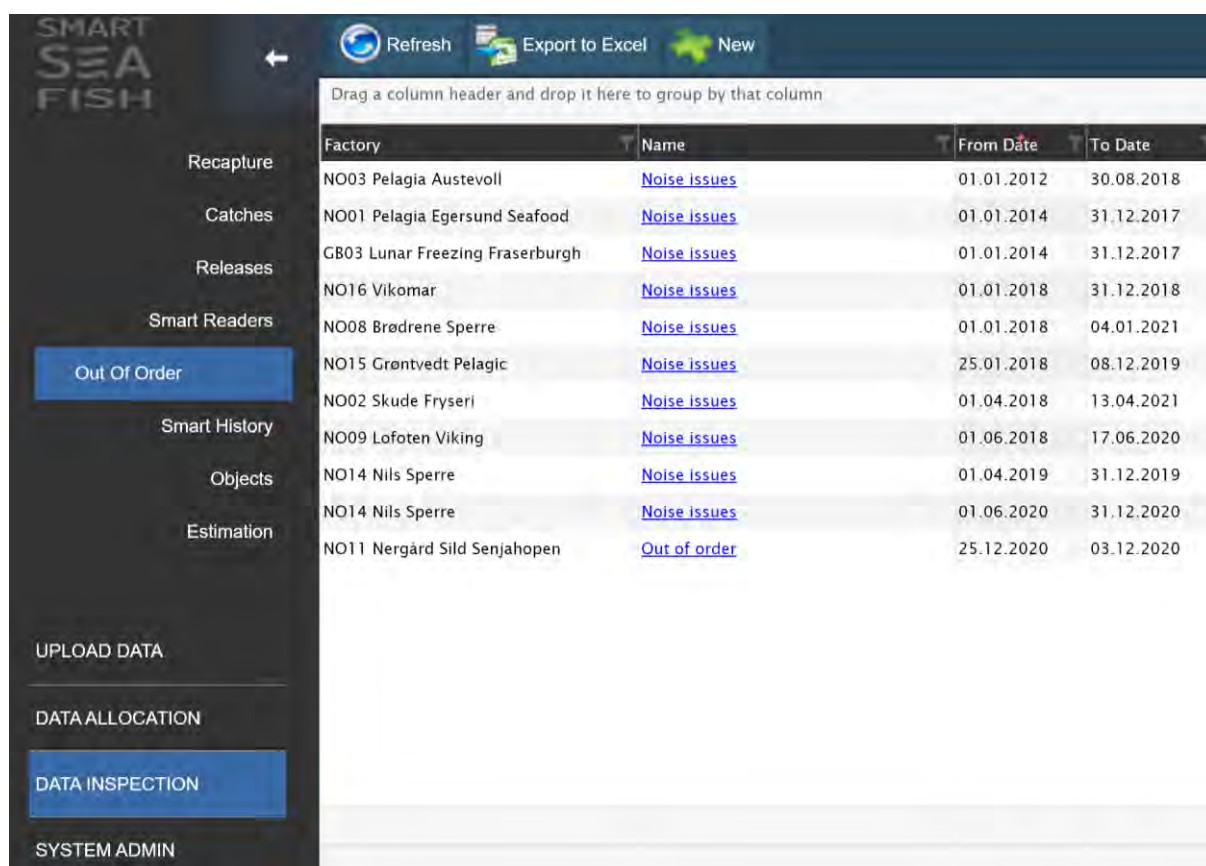 SMART
SEA
FISH
Refresh Export to Excel New
Drag a column header and drop it here to group by that column
Recapture
Catches
Releases
Smart Readers
Out Of Order
Smart History
Objects
Estimation
UPLOAD DATA
DATA ALLOCATION
DATA INSPECTION
SYSTEM ADMIN
Factory Name From Date To Date
NO03 Pelagia Austevoll Noise issues 01.01.2012 30.08.2018
NO01 Pelagia Egersund Seafood Noise issues 01.01.2014 31.12.2017
GB03 Lunar Freezing Fraserburgh Noise issues 01.01.2014 31.12.2017
NO16 Vikomar Noise issues 01.01.2018 31.12.2018
NO08 Brødrene Sperre Noise issues 01.01.2018 04.01.2021
NO15 Grøntvedt Pelagic Noise issues 25.01.2018 08.12.2019
NO02 Skude Fryseri Noise issues 01.04.2018 13.04.2021
NO09 Lofoten Viking Noise issues 01.06.2018 17.06.2020
NO14 Nils Sperre Noise issues 01.04.2019 31.12.2019
NO14 Nils Sperre Noise issues 01.06.2020 31.12.2020
NO11 Nergård Sild Senjahopen Out of order 25.12.2020 03.12.2020